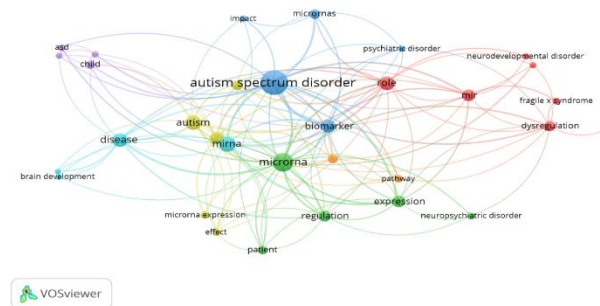 impact
micrornas
asd
child
psychiatric disorder
neurodevelopmental disorder
autism spectrum disorder
role
mir
fragile x syndrome
autism
biomarker
dysregulation
disease
mirna
microrna
brain development
pathway
expression
microrna expression
regulation
neuropsychiatric disorder
effect
patient
VOSviewer